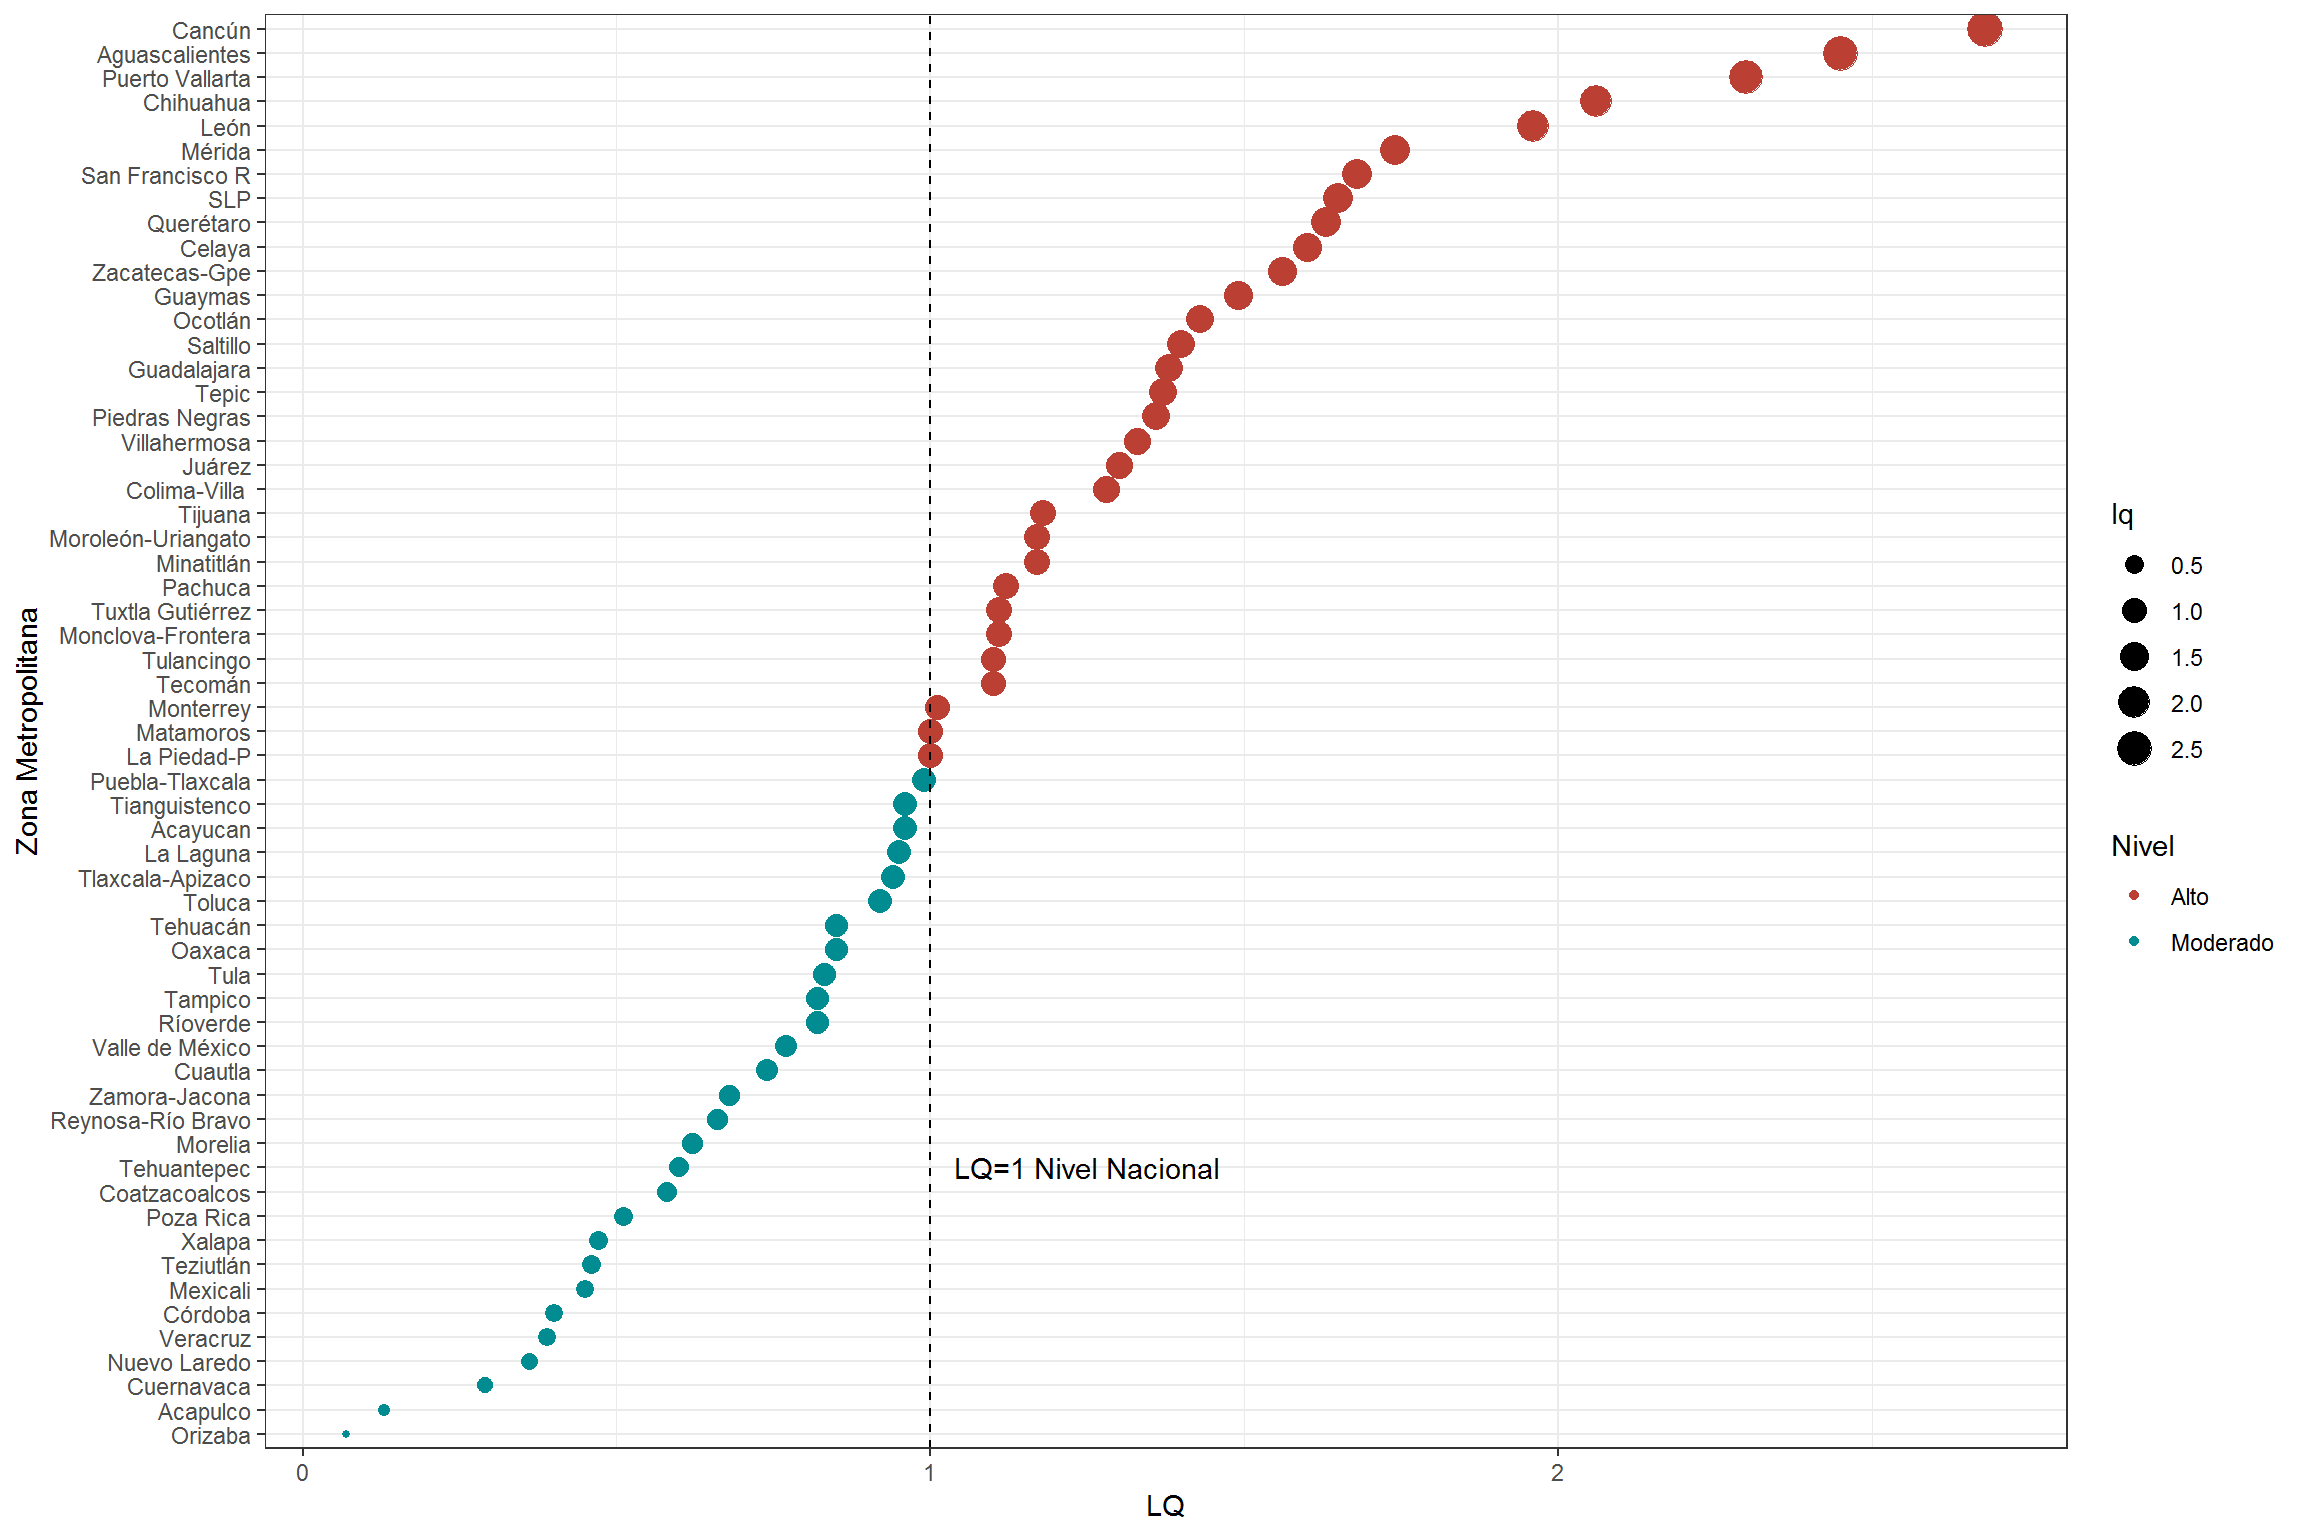 Cancún
Aguascalientes
Puerto Vallarta
Chihuahua
León
Mérida
San Francisco R
SLP
Querétaro
Celaya
Zacatecas-Gpe
Guaymas
Ocotlán
Saltillo
Guadalajara
Tepic
Piedras Negras
Villahermosa
Juárez
Colima-Villa
Tijuana
Moroleón-Uriangato
Minatitlán
Pachuca
Tuxtla Gutiérrez
Monclova-Frontera
Tulancingo
Tecomán
Monterrey
Matamoros
La Piedad-P
Puebla-Tlaxcala
Tianguistenco
Acayucan
La Laguna
Tlaxcala-Apizaco
Toluca
Tehuacán
Oaxaca
Tula
Tampico
Ríoverde
Valle de México
Cuautla
Zamora-Jacona
Reynosa-Río Bravo
Morelia
Tehuantepec
Coatzacoalcos
Poza Rica
Xalapa
Teziutlán
Mexicali
Córdoba
Veracruz
Nuevo Laredo
Cuernavaca
Acapulco
Orizaba
Zona Metropolitana
LQ=1 Nivel Nacional
0
1
2
LQ
lq
0.5
1.0
1.5
2.0
2.5
Nivel
Alto
Moderado